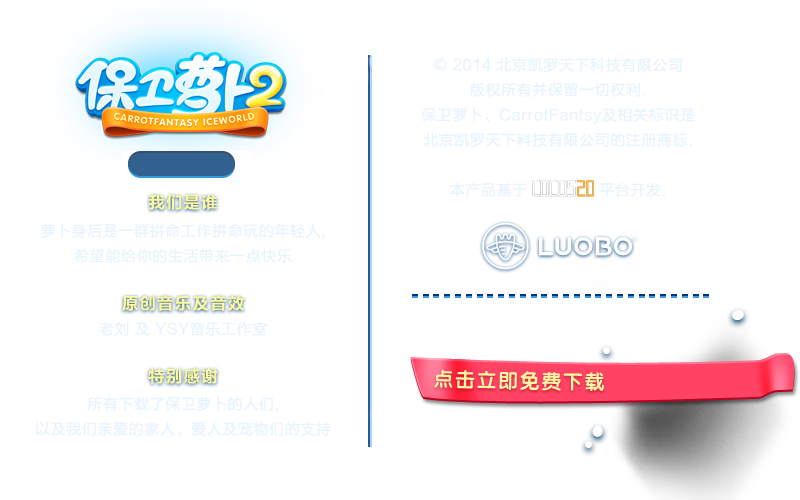 保卫萝卜2
CARROTFANTASY ICEWORLD
我们是谁
萝卜身后是一群拼命工作拼命玩的年轻人，
希望能给你的生活带来一点快乐
原创音乐及音效
老刘 及 YSY音乐工作室
特别感谢
所有下载了保卫萝卜的人们，
以及我们亲爱的家人、爱人及宠物们的支持
© 2014 北京凯罗天下科技有限公司
版权所有并保留一切权利.
保卫萝卜、CarrotFantsy及相关标识是
北京凯罗天下科技有限公司的注册商标.
本产品基于 COCOS2D 平台开发.
LUOBO
点击立即免费下载